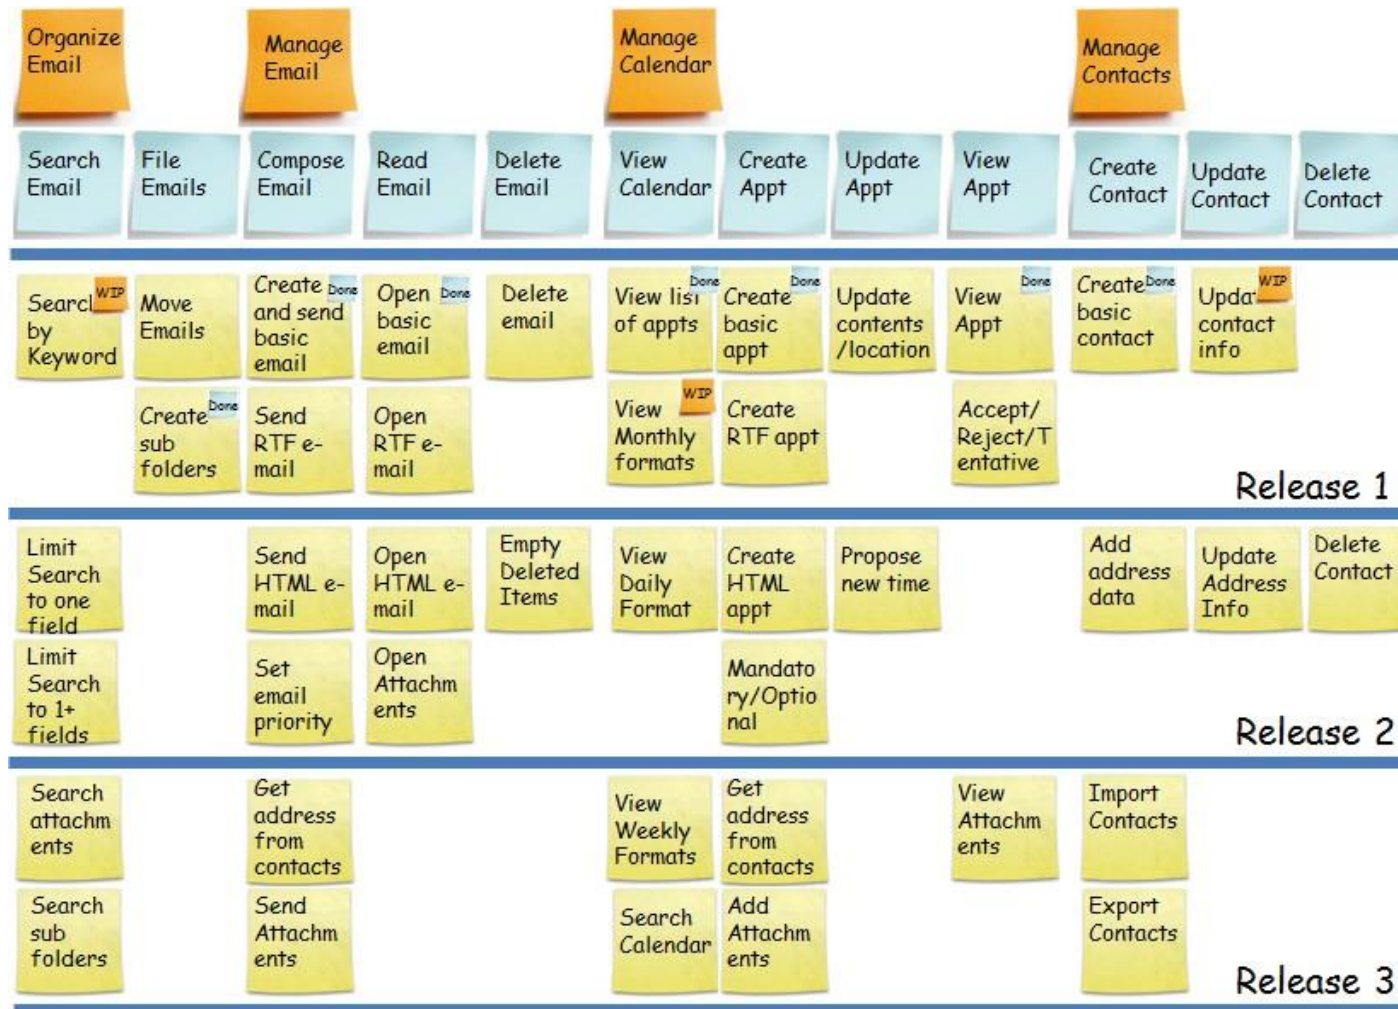 Organize
Email
Manage
Email
Manage
Calendar
Manage
Contacts
Search
Email
File
Emails
Compose
Email
Read
Email
Delete
Email
View
Calendar
Create
Appt
Update
Appt
View
Appt
Create
Contact
Update
Contact
Delete
Contact
WIP
Search
by
Keyword
Move
Emails
Done
Create
and send
basic
email
Done
Open
basic
email
Delete
email
Done
View list
of appts
Done
Create
basic
appt
Update
contents
/location
Done
View
Appt
Done
Create
basic
contact
WIP
Update
contact
info
Done
Create
sub
folders
Send
RTF e-
mail
Open
RTF e-
mail
WIP
View
Monthly
formats
Create
RTF appt
Accept/
Reject/T
entative
Release 1
Limit
Search
to one
field
Send
HTML e-
mail
Open
HTML e-
mail
Empty
Deleted
Items
View
Daily
Format
Create
HTML
appt
Propose
new time
Add
address
data
Update
Address
Info
Delete
Contact
Limit
Search
to 1+
fields
Set
email
priority
Open
Attachm
ents
Mandato
ry/Optio
nal
Release 2
Search
attachm
ents
Get
address
from
contacts
View
Weekly
Formats
Get
address
from
contacts
View
Attachm
ents
Import
Contacts
Search
sub
folders
Send
Attachm
ents
Search
Calendar
Add
Attachm
ents
Export
Contacts
Release 3